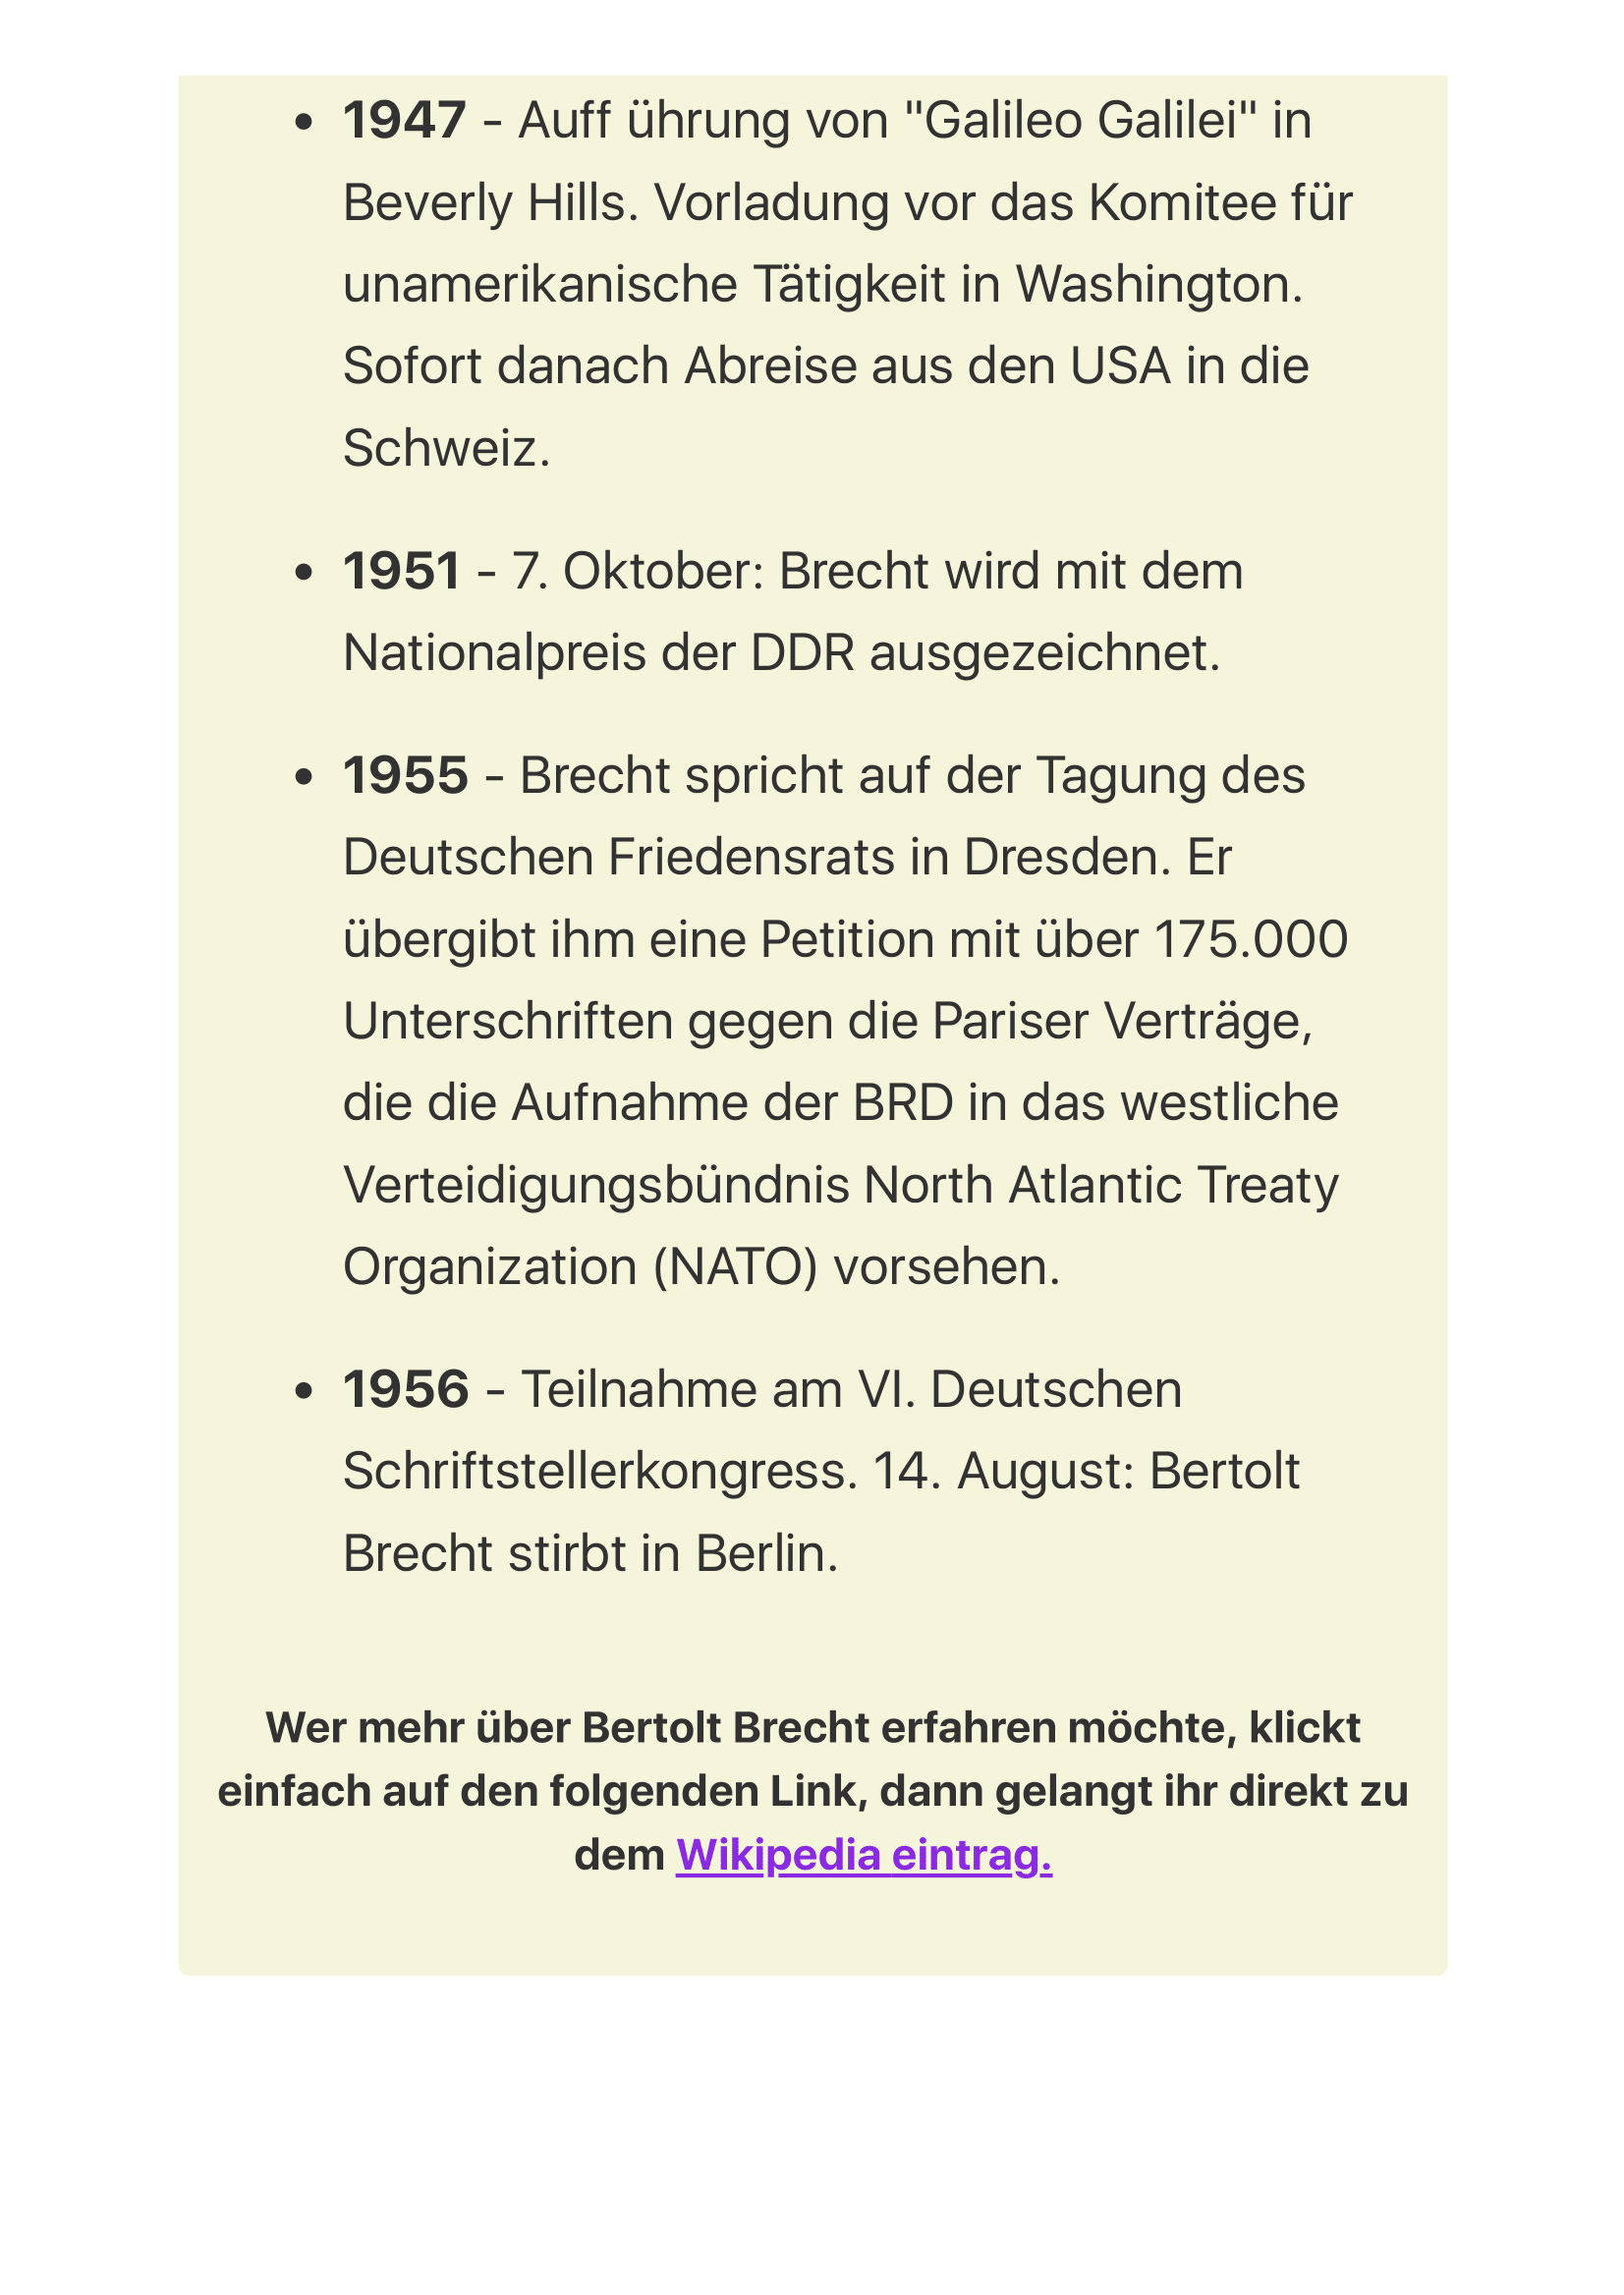 • 1947 - Auff ührung von "Galileo Galilei" in
Beverly Hills. Vorladung vor das Komitee für
unamerikanische Tätigkeit in Washington.
Sofort danach Abreise aus den USA in die
Schweiz.
• 1951 - 7. Oktober: Brecht wird mit dem
Nationalpreis der DDR ausgezeichnet.
• 1955 - Brecht spricht auf der Tagung des
Deutschen Friedensrats in Dresden. Er
übergibt ihm eine Petition mit über 175.000
Unterschriften gegen die Pariser Verträge,
die die Aufnahme der BRD in das westliche
Verteidigungsbündnis North Atlantic Treaty
Organization (NATO) vorsehen.
• 1956 - Teilnahme am VI. Deutschen
Schriftstellerkongress. 14. August: Bertolt
Brecht stirbt in Berlin.
Wer mehr über Bertolt Brecht erfahren möchte, klickt
einfach auf den folgenden Link, dann gelangt ihr direkt zu
dem Wikipedia eintrag.